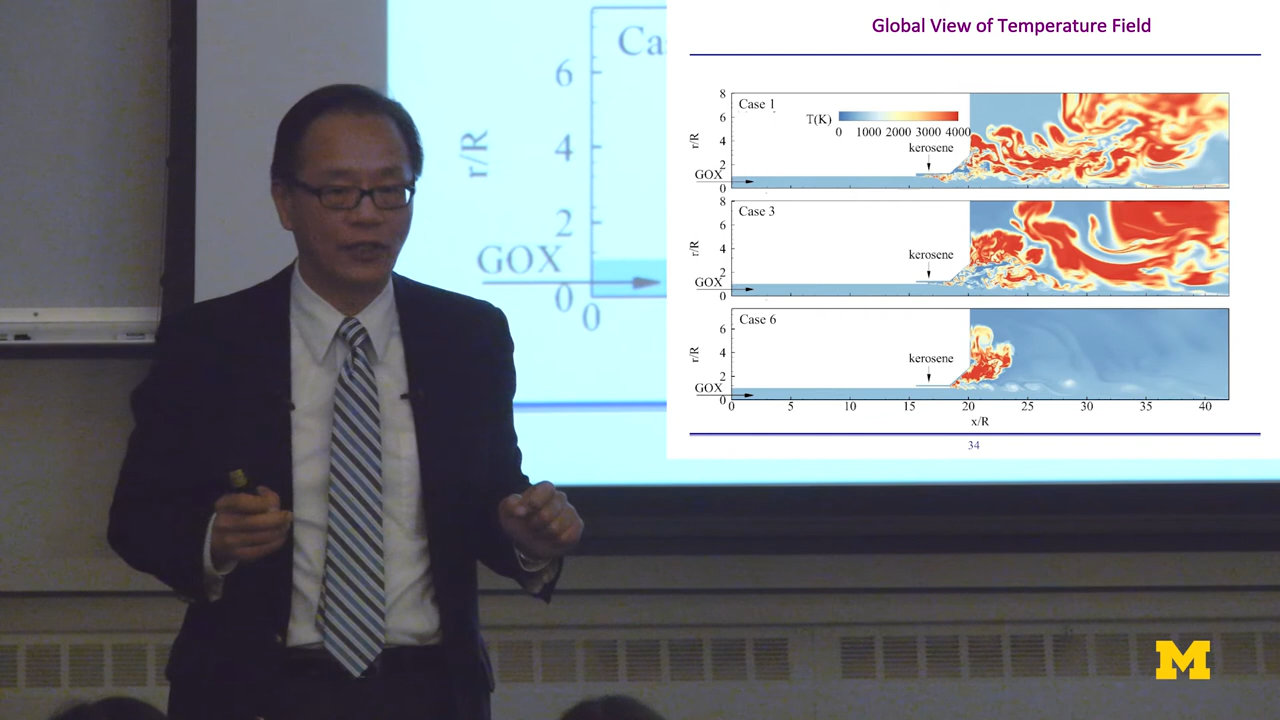 Global View of Temperature Field
Case 1
T(K)
0 1000 2000 3000 4000
kerosene
GOX
r/R
8
6
4
2
0
Case 3
kerosene
GOX
r/R
8
6
4
2
0
Case 6
kerosene
GOX
r/R
6
4
2
0
0 5 10 15 20 25 30 35 40
x/R
34
Ca
r/R
6
4
2
0
GOX
0
M